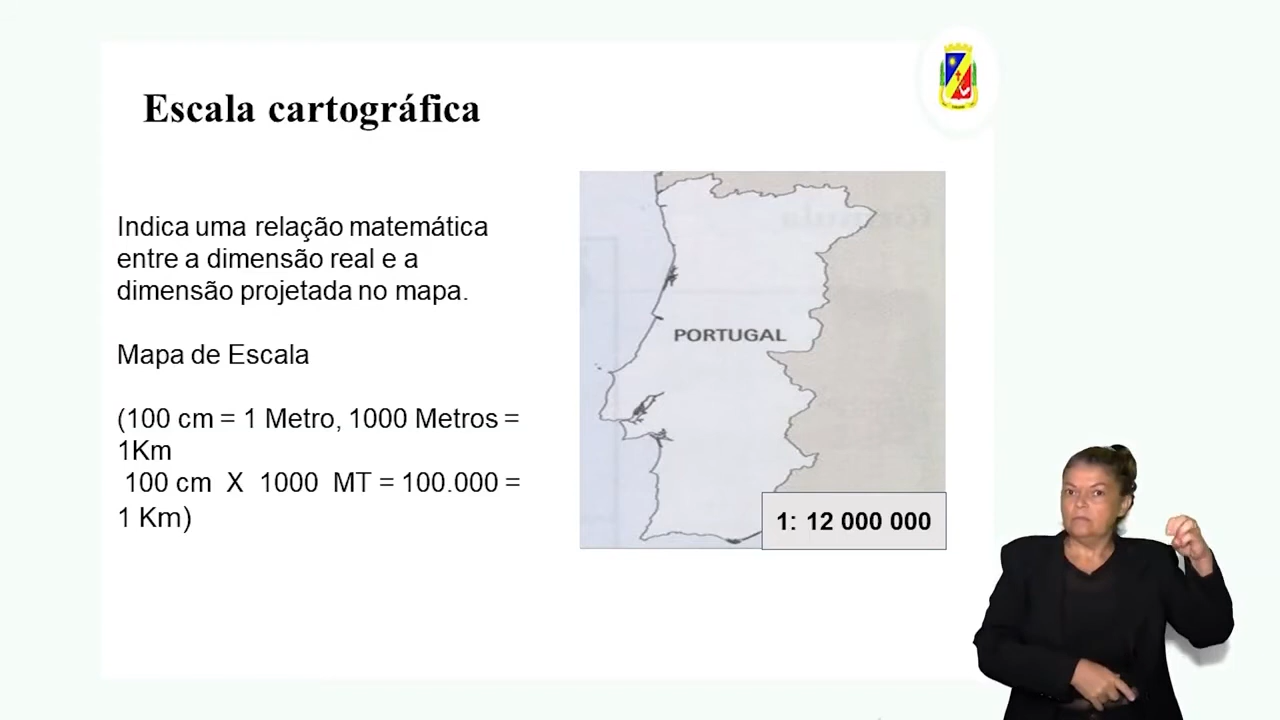 Escala cartográfica
Indica uma relação matemática
entre a dimensão real e a
dimensão projetada no mapa.
Mapa de Escala
(100 cm = 1 Metro, 1000 Metros =
1Km
100 cm X 1000 MT = 100.000 =
1 Km)
PORTUGAL
1: 12 000 000